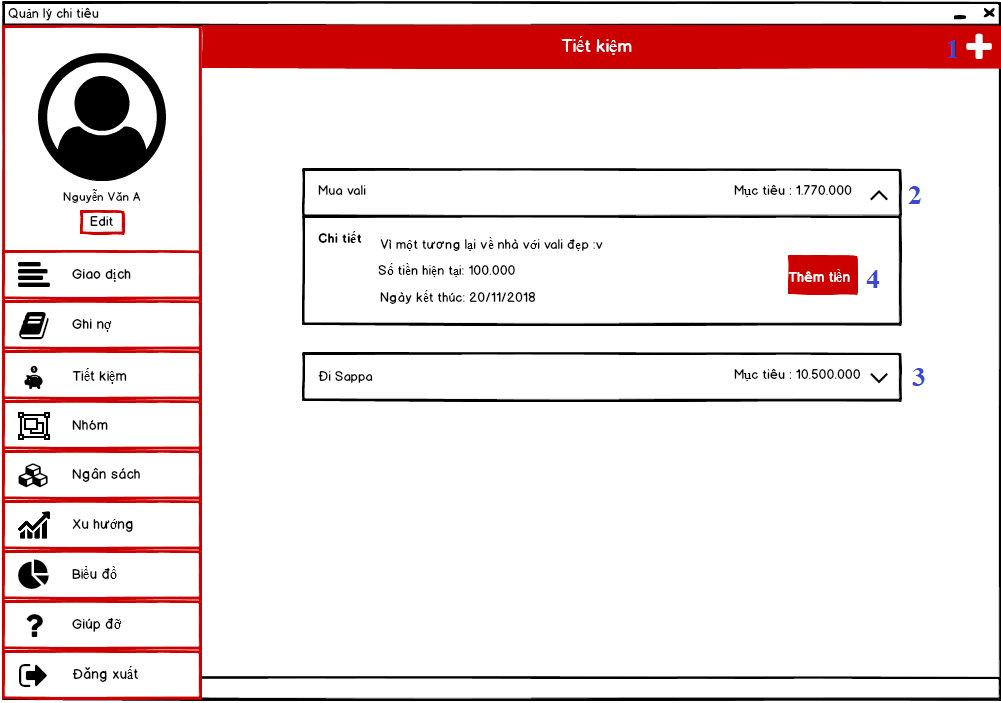 Quản lý chi tiêu
Tiết kiệm
1
Nguyễn Văn A
Edit
Giao dịch
Ghi nợ
Tiết kiệm
Nhóm
Ngân sách
Xu hướng
Biểu đồ
Giúp đỡ
Đăng xuất
Mua vali
Mục tiêu : 1.770.000
2
Chi tiết
Vì một tương lại về nhà với vali đẹp :v
Số tiền hiện tại: 100.000
Ngày kết thúc: 20/11/2018
Thêm tiền
4
Đi Sappa
Mục tiêu : 10.500.000
3